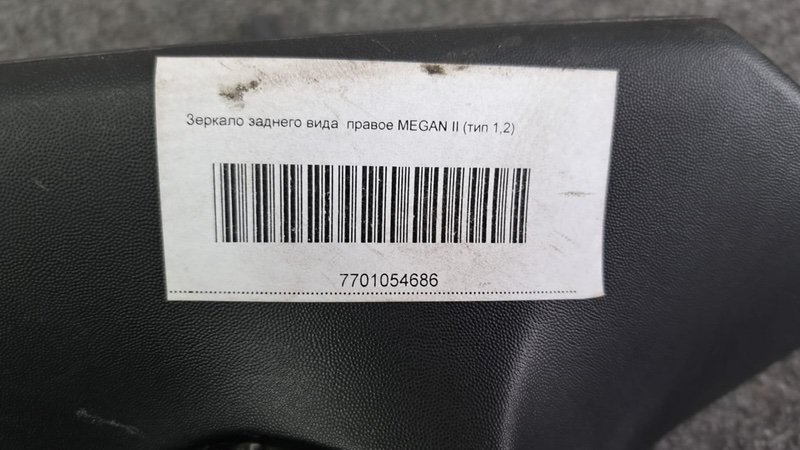 Зеркало заднего вида правое MEGAN II (тип 1,2)
7701054686